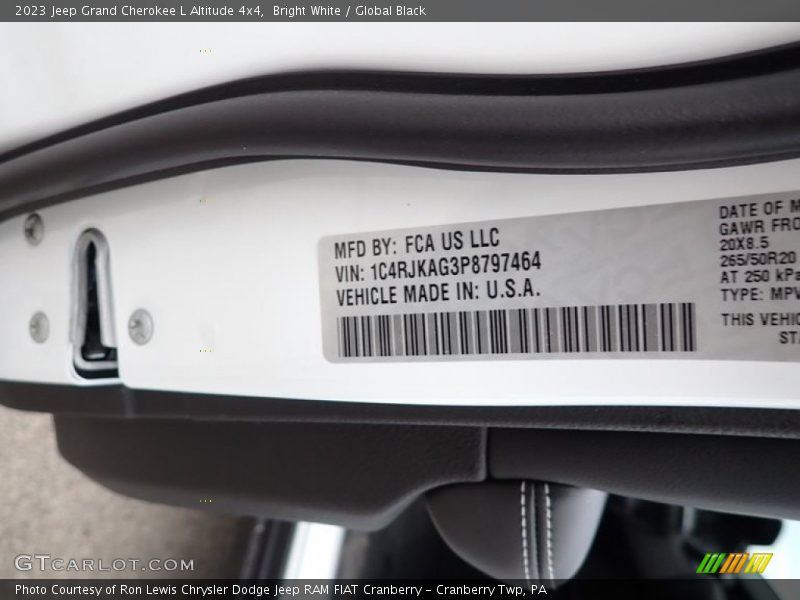 2023 Jeep Grand Cherokee L Altitude 4x4, Bright White / Global Black
MFD BY: FCA US LLC
VIN: 1C4RJKAG3P8797464
VEHICLE MADE IN: U.S.A.
DATE OF M
GAWR FRO
20X8.5
265/50R20
AT 250 kPa
TYPE: MPV
THIS VEHIC
STA
GTCARLOT.COM
Photo Courtesy of Ron Lewis Chrysler Dodge Jeep RAM FIAT Cranberry - Cranberry Twp, PA